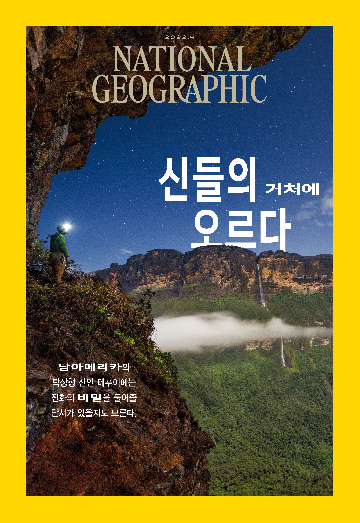 2022.4
NATIONAL
GEOGRAPHIC
신들의 거처에
오르다
남아메리카의
탁상형 산인 테푸이에는
진화의 비밀을 풀어줄
단서가 있을지도 모른다.